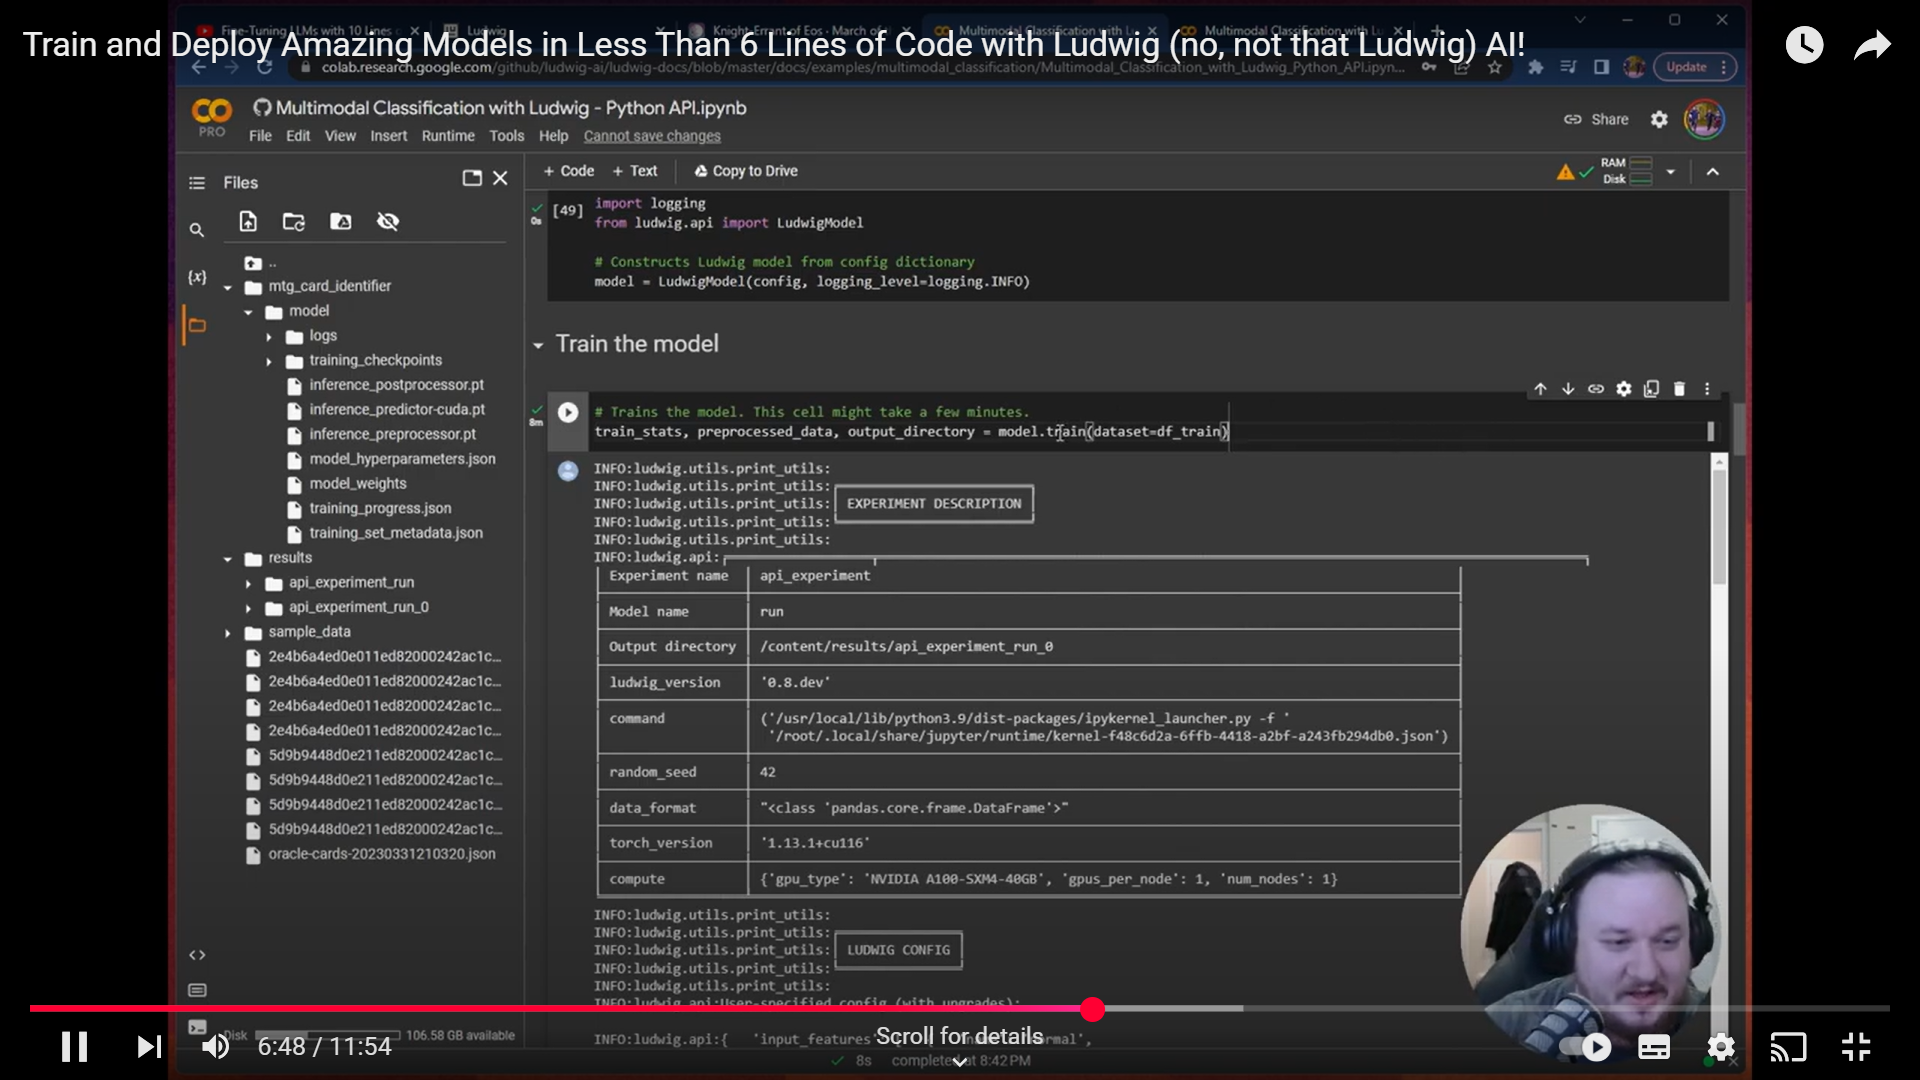 Fine-Tuning LLMs with 10 Lines
Ludwig
Knight-Errant of Eos - March of
Multimodal Classification with L
Multimodal Classification with Lu
Train and Deploy Amazing Models in Less Than 6 Lines of Code with Ludwig (no, not that Ludwig) AI!
colab.research.google.com/github/ludwig-ai/ludwig-docs/blob/master/docs/examples/multimodal_classification/Multimodal_Classification_with_Ludwig_Python_API.ipyn...
Update
CO
PRO
Multimodal Classification with Ludwig - Python API.ipynb
File Edit View Insert Runtime Tools Help Cannot save changes
Share
Files
+ Code + Text Copy to Drive
RAM
Disk
..
mtg_card_identifier
model
logs
training_checkpoints
inference_postprocessor.pt
inference_predictor-cuda.pt
inference_preprocessor.pt
model_hyperparameters.json
model_weights
training_progress.json
training_set_metadata.json
results
api_experiment_run
api_experiment_run_0
sample_data
2e4b6a4ed0e011ed82000242ac1c...
2e4b6a4ed0e011ed82000242ac1c...
2e4b6a4ed0e011ed82000242ac1c...
2e4b6a4ed0e011ed82000242ac1c...
5d9b9448d0e211ed82000242ac1c...
5d9b9448d0e211ed82000242ac1c...
5d9b9448d0e211ed82000242ac1c...
5d9b9448d0e211ed82000242ac1c...
oracle-cards-20230331210320.json
{x}
<>
Disk 106.58 GB available
[49] import logging
0s from ludwig.api import LudwigModel
# Constructs Ludwig model from config dictionary
model = LudwigModel(config, logging_level=logging.INFO)
Train the model
# Trains the model. This cell might take a few minutes.
8m train_stats, preprocessed_data, output_directory = model.train(dataset=df_train)
INFO:ludwig.utils.print_utils:
INFO:ludwig.utils.print_utils:
INFO:ludwig.utils.print_utils: EXPERIMENT DESCRIPTION
INFO:ludwig.utils.print_utils:
INFO:ludwig.utils.print_utils:
INFO:ludwig.api:
Experiment name api_experiment
Model name run
Output directory /content/results/api_experiment_run_0
ludwig_version '0.8.dev'
command ('/usr/local/lib/python3.9/dist-packages/ipykernel_launcher.py -f '
'/root/.local/share/jupyter/runtime/kernel-f48c6d2a-6ffb-4418-a2bf-a243fb294db0.json')
random_seed 42
data_format "<class 'pandas.core.frame.DataFrame'>"
torch_version '1.13.1+cu116'
compute {'gpu_type': 'NVIDIA A100-SXM4-40GB', 'gpus_per_node': 1, 'num_nodes': 1}
INFO:ludwig.utils.print_utils:
INFO:ludwig.utils.print_utils:
INFO:ludwig.utils.print_utils: LUDWIG CONFIG
INFO:ludwig.utils.print_utils:
INFO:ludwig.utils.print_utils:
INFO:ludwig.api:User-specified config (with upgrades):
INFO:ludwig.api:{ 'input_features'
Scroll for details
6:48 / 11:54
8s completed at 8:42 PM